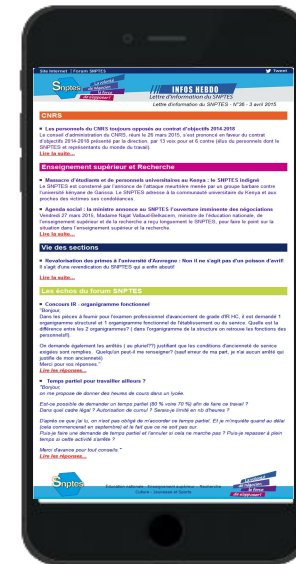 Site Internet | Forum SNPTES
Tweet
Snptes
INFOS HEBDO
Lettre d'information du SNPTES
Lettre d'information du SNPTES - N°36 - 3 avril 2015
CNRS
Les personnels du CNRS toujours opposés au contrat d'objectifs 2014-2018
Le conseil d'administration du CNRS, réuni le 26 mars 2015, s'est prononcé en faveur du contrat
d'objectifs 2014-2018 présenté par la direction, par 13 voix pour et 6 contre (élus du personnels dont le
SNPTES et représentants du monde du travail).
Lire la suite...
Enseignement supérieur et Recherche
Massacre d'étudiants et de personnels universitaires au Kenya : le SNPTES indigné
Le SNPTES est consterné par l'annonce de l'attaque meurtrière menée par un groupe barbare contre
l'université kényane de Garissa. Le SNPTES adresse à la communauté universitaire du Kenya et aux
proches des victimes ses condoléances.
Agenda social : la ministre annonce au SNPTES l'ouverture imminente des négociations
Vendredi 27 mars 2015, Madame Najat Vallaud-Belkacem, ministre de l'éducation nationale, de
l'enseignement supérieur et de la recherche a reçu longuement le SNPTES, pour faire le point sur la
situation dans l'enseignement supérieur et la recherche.
Lire la suite...
Vie des sections
Revalorisation des primes à l'université d'Auvergne : Non il ne s'agit pas d'un poisson d'avril!
Il s'agit d'une revendication du SNPTES qui a enfin abouti!
Lire la suite...
Les échos du forum SNPTES
Concours IR - organigramme fonctionnel
"Bonjour,
Dans les pièces à fournir pour l'examen professionnel d'avancement de grade d'IR HC, il est demandé 1
organigramme structurel et 1 organigramme fonctionnel de l'établissement ou du service. Quelle est la
différence entre les 2 organigrammes? ( dans l'organigramme de la structure on retrouve les fonctions des
personnels!!).
On demande également les arrêtés ( au pluriel??) justifiant que les conditions d'ancienneté de service
exigées sont remplies. Quelqu'un peut-il me renseigner? (sauf erreur de ma part, je n'ai aucun arrêté qui
justifie de mon ancienneté)
Merci pour vos réponses."
Lire les réponses...
Temps partiel pour travailler ailleurs ?
"Bonjour,
on me propose de donner des heures de cours dans un lycée.
Est-ce possible de demander un temps partiel (80 % voire 70 %) afin de faire ce travail ?
Dans quel cadre légal ? Autorisation de cumul ? Serais-je limité en nb d'heures ?
D'après ce que j'ai lu, on n'est pas obligé de m'accorder ce temps partiel. Et je m'inquiète quand au délai
(cela commencerait en septembre) et le fait que ce ne soit pas sur.
Puis-je faire une demande de temps partiel et l'annuler si cela ne marche pas ? Puis-je repasser à plein
temps si cette activité s'arrête ?
Merci d'avance pour tout conseils."
Lire les réponses...
Snptes
Éducation nationale - Enseignement supérieur - Recherche
Culture - Jeunesse et Sports